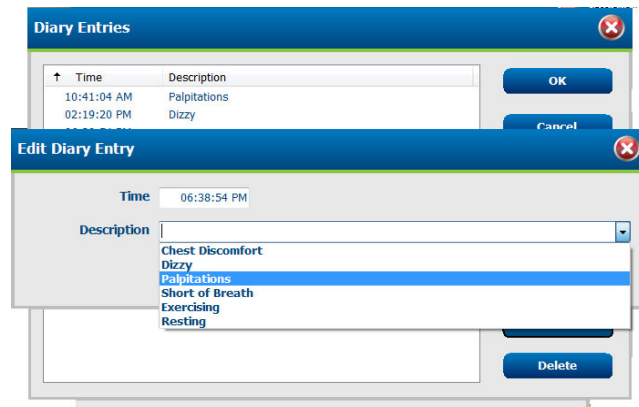 Diary Entries
↑ Time Description
OK
10:41:04 AM Palpitations
02:19:20 PM Dizzy
Cancel
Edit Diary Entry
Time 06:38:54 PM
Description
Chest Discomfort
Dizzy
Palpitations
Short of Breath
Exercising
Resting
Delete